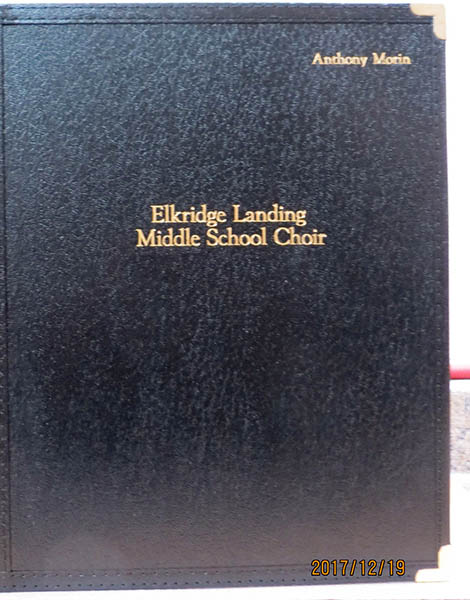 Anthony Morin
Elkridge Landing
Middle School Choir
2017/12/19